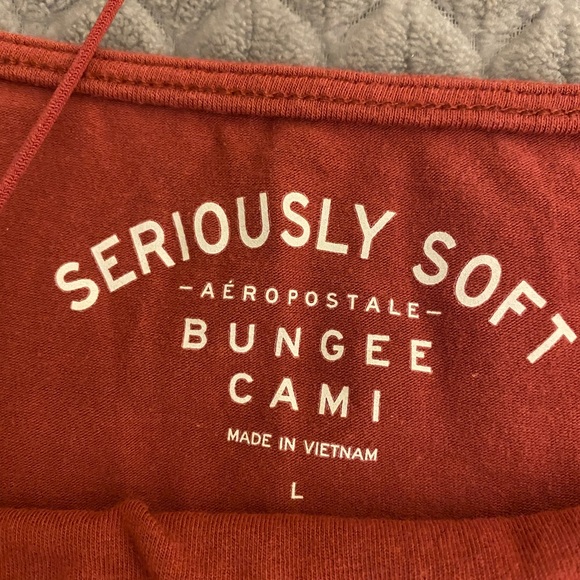 SERIOUSLY SOFT
–AÉROPOSTALE–
BUNGEE
CAMI
MADE IN VIETNAM
L